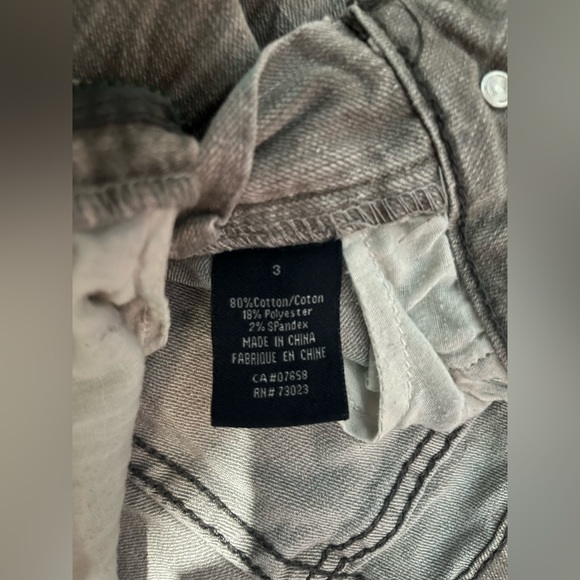 3
80%Cotton/Coton
18% Polyester
2% SPandex
MADE IN CHINA
FABRIQUE EN CHINE
CA#07658
RN# 73023